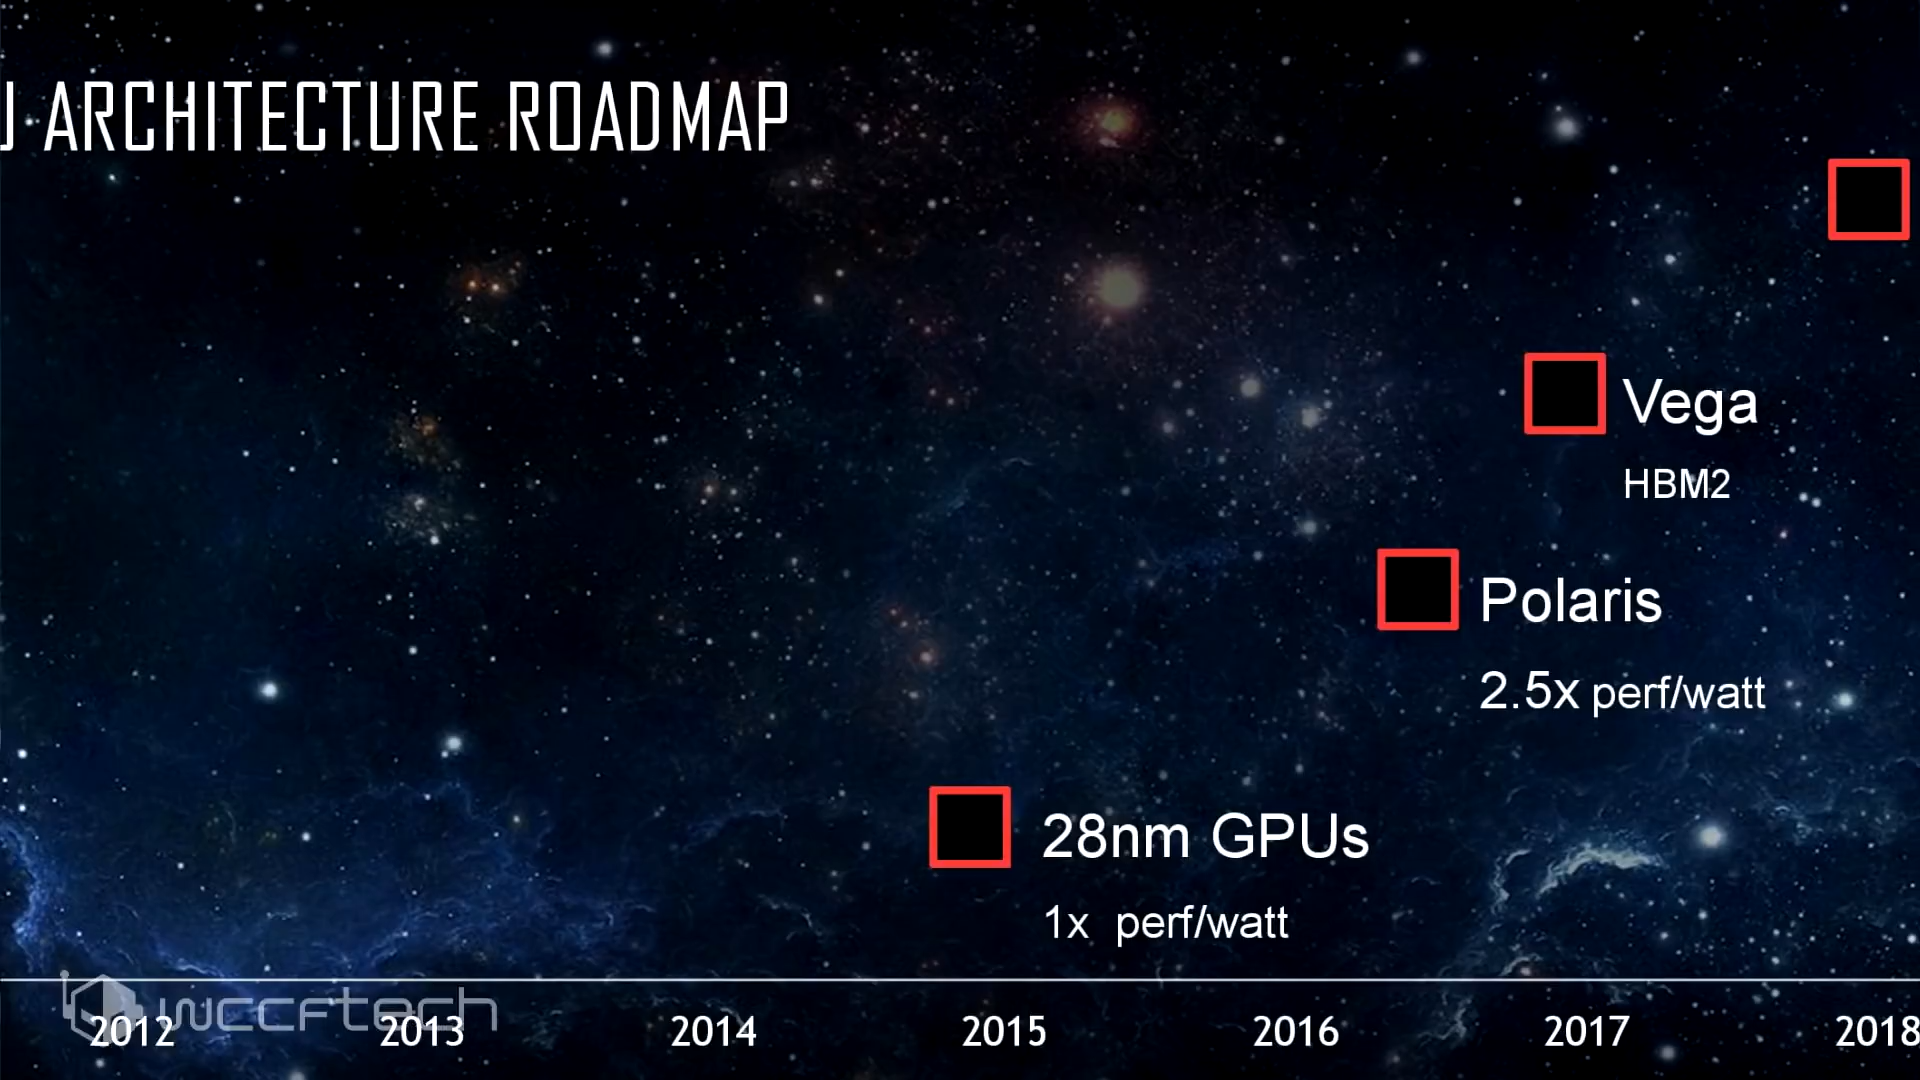 J ARCHITECTURE ROADMAP
Vega
HBM2
Polaris
2.5x perf/watt
28nm GPUs
1x perf/watt
wccftech
2012 2013 2014 2015 2016 2017 2018